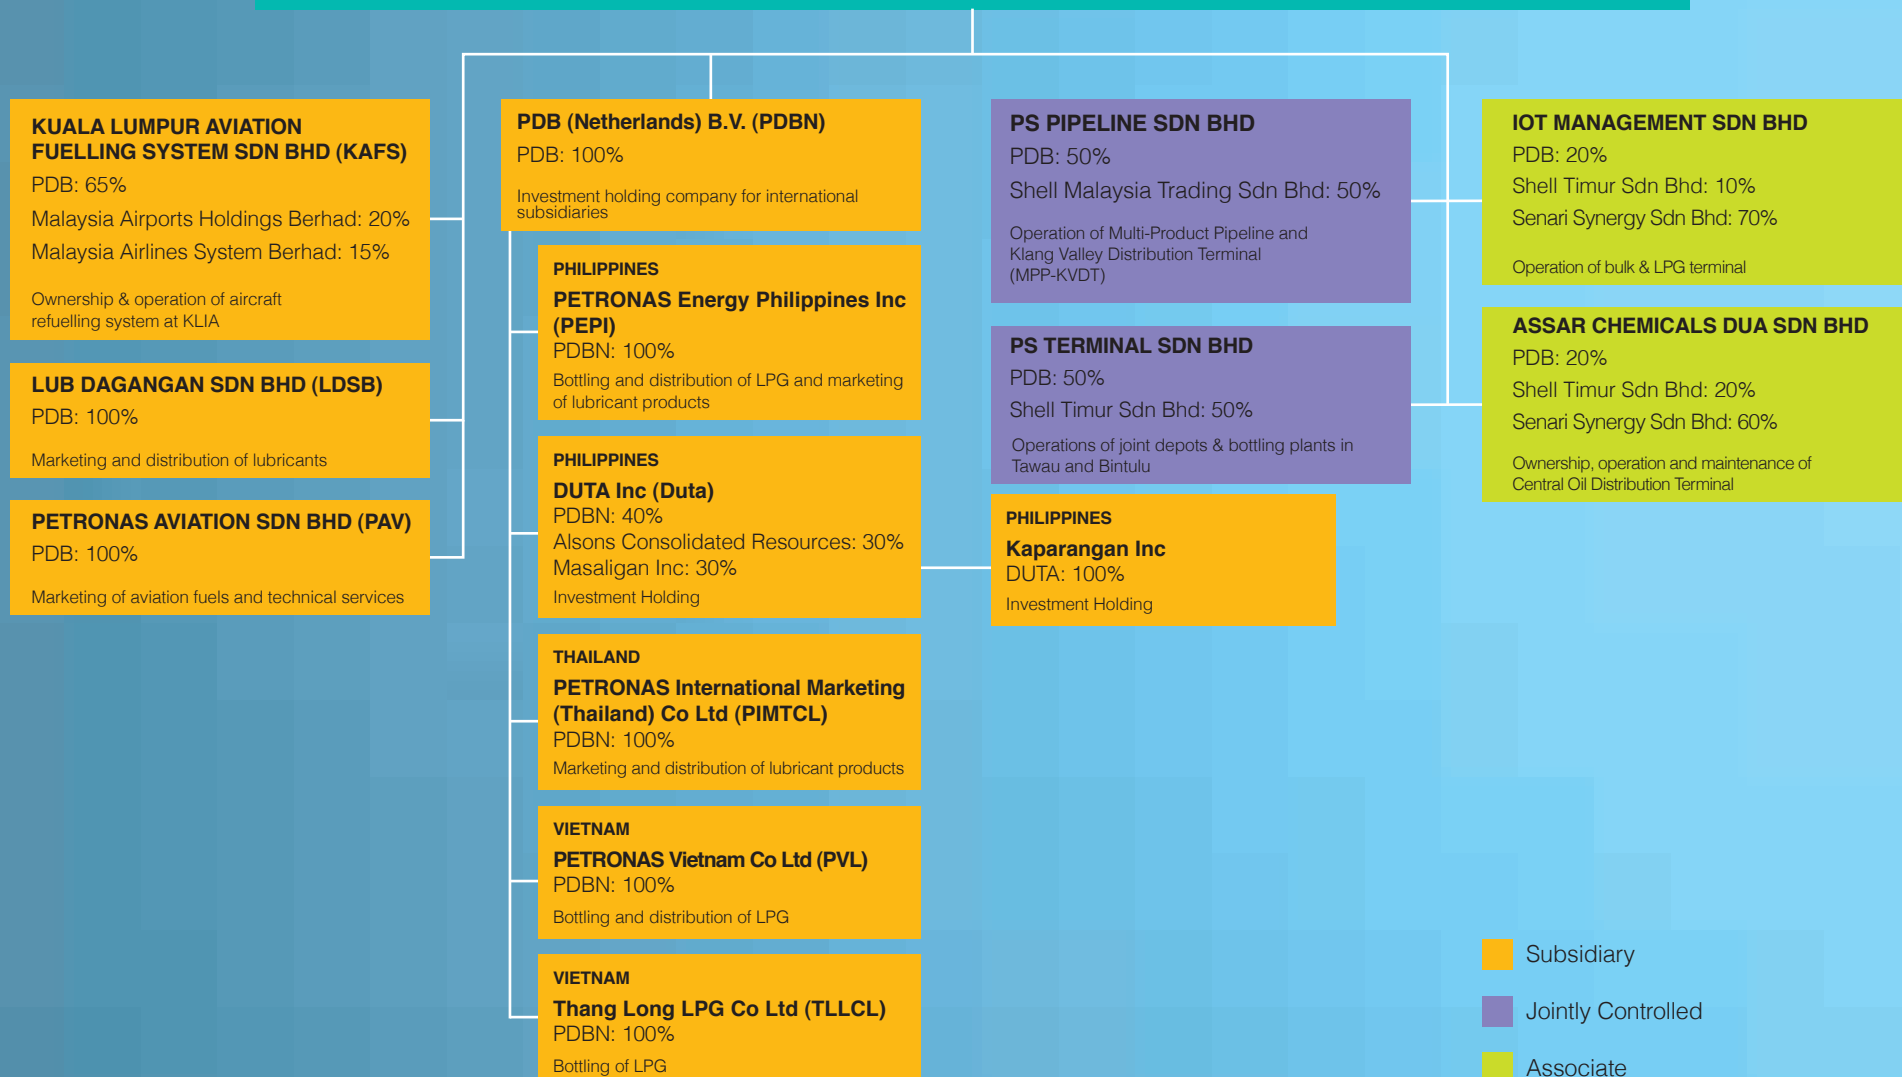 KUALA LUMPUR AVIATION
FUELLING SYSTEM SDN BHD (KAFS)
PDB: 65%
Malaysia Airports Holdings Berhad: 20%
Malaysia Airlines System Berhad: 15%
Ownership & operation of aircraft
refuelling system at KLIA
LUB DAGANGAN SDN BHD (LDSB)
PDB: 100%
Marketing and distribution of lubricants
PETRONAS AVIATION SDN BHD (PAV)
PDB: 100%
Marketing of aviation fuels and technical services
PDB (Netherlands) B.V. (PDBN)
PDB: 100%
Investment holding company for international
subsidiaries
PHILIPPINES
PETRONAS Energy Philippines Inc
(PEPI)
PDBN: 100%
Bottling and distribution of LPG and marketing
of lubricant products
PHILIPPINES
DUTA Inc (Duta)
PDBN: 40%
Alsons Consolidated Resources: 30%
Masaligan Inc: 30%
Investment Holding
THAILAND
PETRONAS International Marketing
(Thailand) Co Ltd (PIMTCL)
PDBN: 100%
Marketing and distribution of lubricant products
VIETNAM
PETRONAS Vietnam Co Ltd (PVL)
PDBN: 100%
Bottling and distribution of LPG
VIETNAM
Thang Long LPG Co Ltd (TLLCL)
PDBN: 100%
Bottling of LPG
PS PIPELINE SDN BHD
PDB: 50%
Shell Malaysia Trading Sdn Bhd: 50%
Operation of Multi-Product Pipeline and
Klang Valley Distribution Terminal
(MPP-KVDT)
PS TERMINAL SDN BHD
PDB: 50%
Shell Timur Sdn Bhd: 50%
Operations of joint depots & bottling plants in
Tawau and Bintulu
PHILIPPINES
Kaparangan Inc
DUTA: 100%
Investment Holding
IOT MANAGEMENT SDN BHD
PDB: 20%
Shell Timur Sdn Bhd: 10%
Senari Synergy Sdn Bhd: 70%
Operation of bulk & LPG terminal
ASSAR CHEMICALS DUA SDN BHD
PDB: 20%
Shell Timur Sdn Bhd: 20%
Senari Synergy Sdn Bhd: 60%
Ownership, operation and maintenance of
Central Oil Distribution Terminal
Subsidiary
Jointly Controlled
Associate